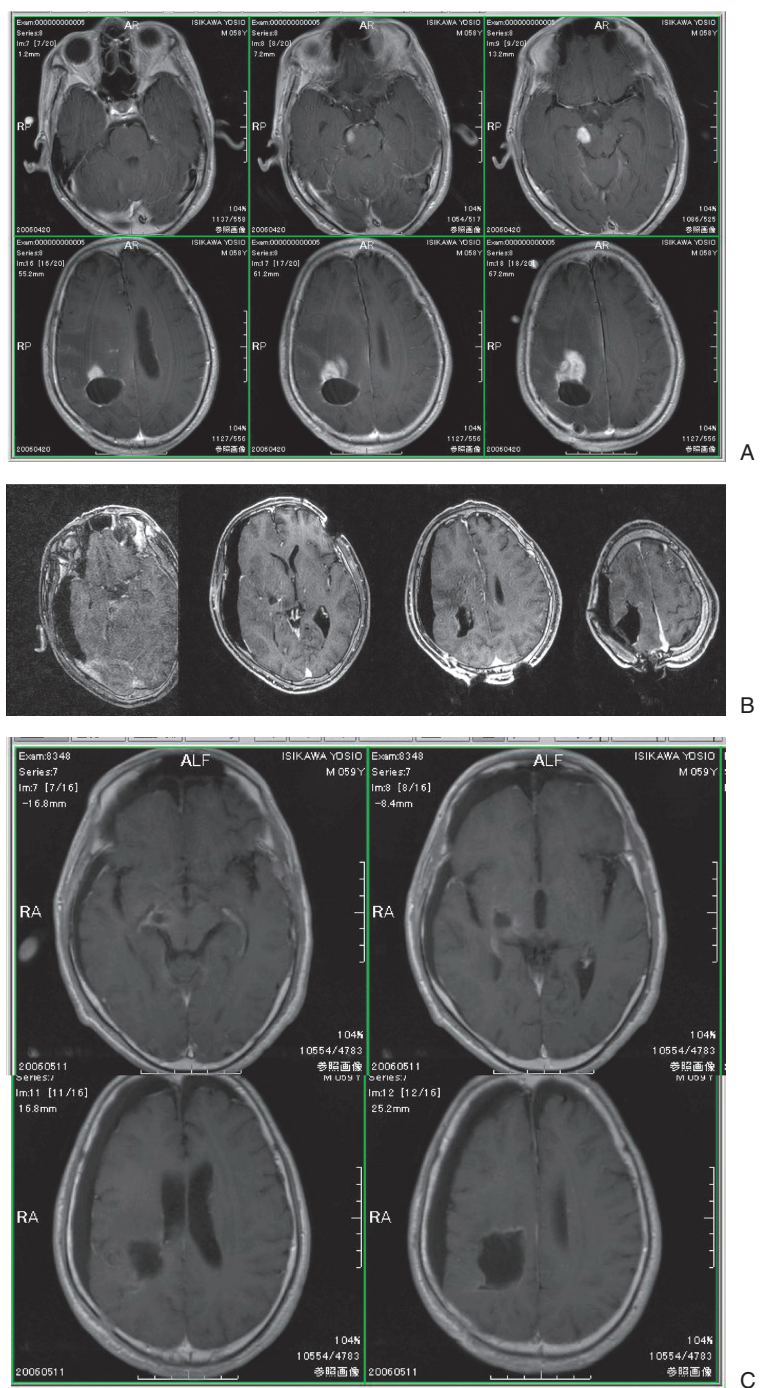 Exam:000000000005 AR ISIKAWA YOSIO
Series:8 M 058Y
Im:7 [7/20]
1.2mm
RP
104%
1137/559
20060420 参照画像
Exam:000000000005 AR ISIKAWA YOSIO
Series:8 M 058Y
Im:8 [8/20]
7.2mm
RP
104%
1054/517
20060420 参照画像
Exam:000000000005 AR ISIKAWA YOSIO
Series:8 M 058Y
Im:9 [9/20]
13.2mm
RP
104%
1086/525
20060420 参照画像
Exam:000000000005 AR ISIKAWA YOSIO
Series:8 M 058Y
Im:16 [16/20]
55.2mm
RP
104%
1127/556
20060420 参照画像
Exam:000000000005 AR ISIKAWA YOSIO
Series:8 M 058Y
Im:17 [17/20]
61.2mm
RP
104%
1127/556
20060420 参照画像
Exam:000000000005 AR ISIKAWA YOSIO
Series:8 M 058Y
Im:18 [18/20]
67.2mm
RP
104%
1127/556
20060420 参照画像
A
B
Exam:8348 ALF ISIKAWA YOSIO
Series:7 M 059Y
Im:7 [7/16]
-16.8mm
RA
104%
10554/4783
20060511 参照画像
Exam:8348 ALF ISIKAWA YOSIO
Series:7 M 059Y
Im:8 [8/16]
-8.4mm
RA
104%
10554/4783
20060511 参照画像
Series:7 M 059Y
Im:11 [11/16]
16.8mm
RA
104%
10554/4783
20060511 参照画像
Series:7 M 059Y
Im:12 [12/16]
25.2mm
RA
104%
10554/4783
20060511 参照画像
C